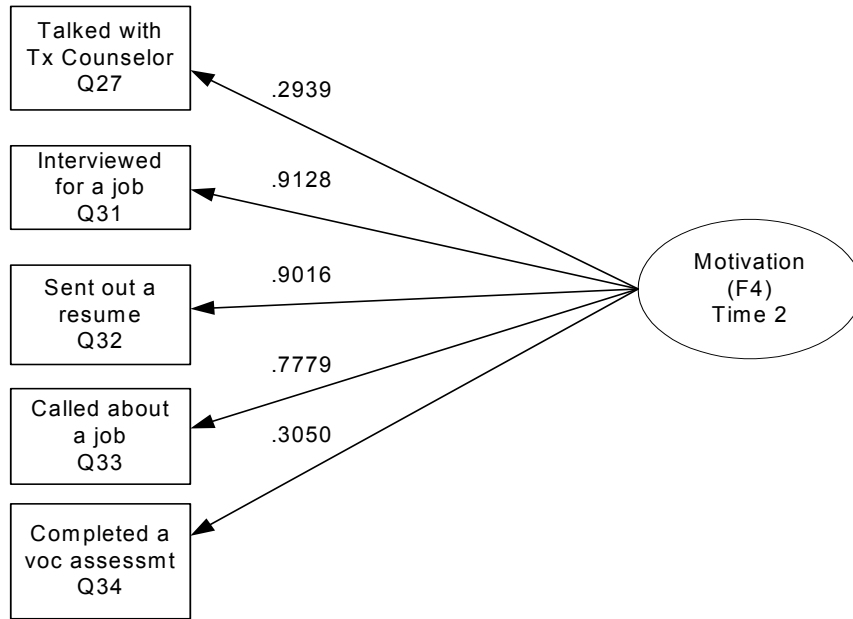 Talked with
Tx Counselor
Q27
.2939
Interviewed
for a job
Q31
.9128
Sent out a
resume
Q32
.9016
Called about
a job
Q33
.7779
Completed a
voc assessmt
Q34
.3050
Motivation
(F4)
Time 2